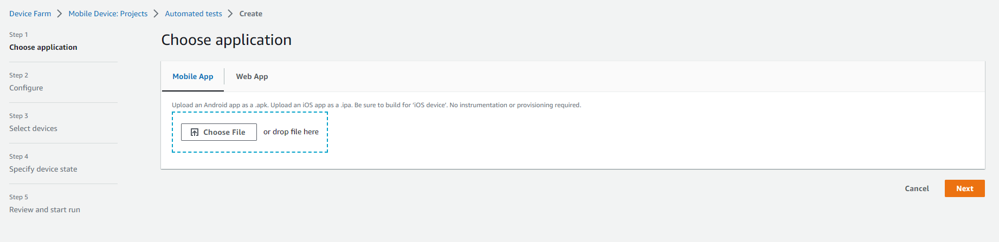 Device Farm > Mobile Device: Projects > Automated tests > Create
Step 1
Choose application
Step 2
Configure
Step 3
Select devices
Step 4
Specify device state
Step 5
Review and start run
Choose application
Mobile App | Web App
Upload an Android app as a .apk. Upload an iOS app as a .ipa. Be sure to build for ‘iOS device’. No instrumentation or provisioning required.
Choose File or drop file here
Cancel Next